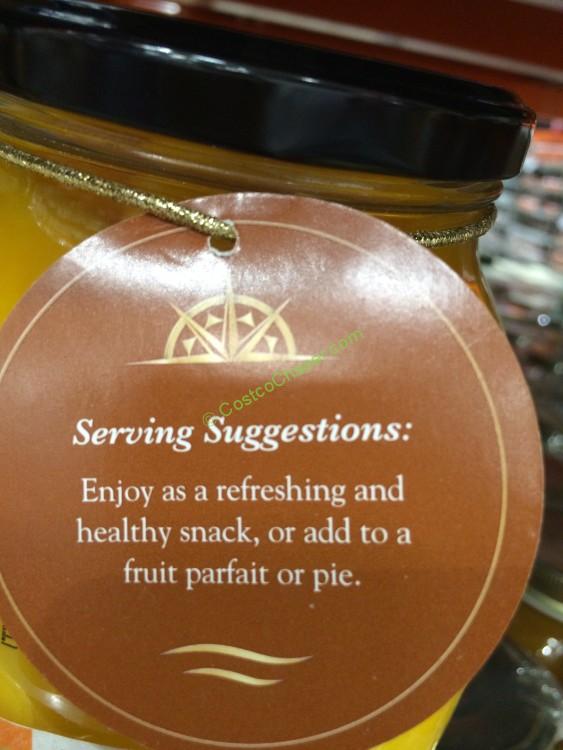 © CostcoChaser.com
Serving Suggestions:
Enjoy as a refreshing and
healthy snack, or add to a
fruit parfait or pie.